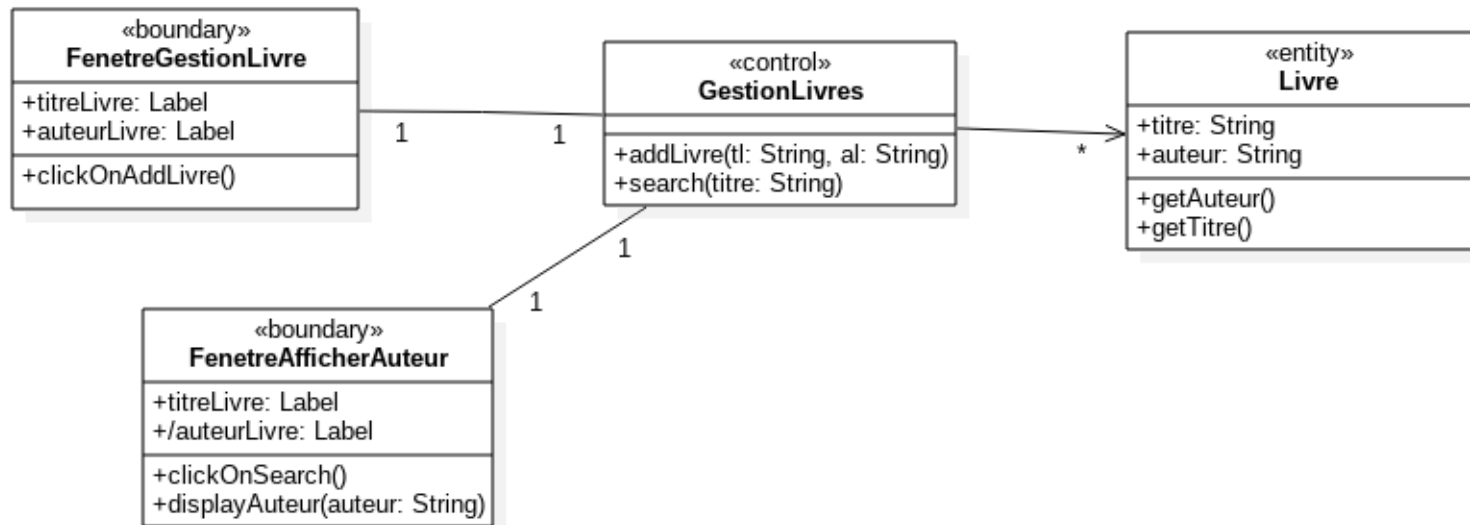 «boundary»
FenetreGestionLivre
+titreLivre: Label
+auteurLivre: Label
+clickOnAddLivre()
1
1
«control»
GestionLivres
+addLivre(tl: String, al: String)
+search(titre: String)
*
«entity»
Livre
+titre: String
+auteur: String
+getAuteur()
+getTitre()
1
1
«boundary»
FenetreAfficherAuteur
+titreLivre: Label
+/auteurLivre: Label
+clickOnSearch()
+displayAuteur(auteur: String)